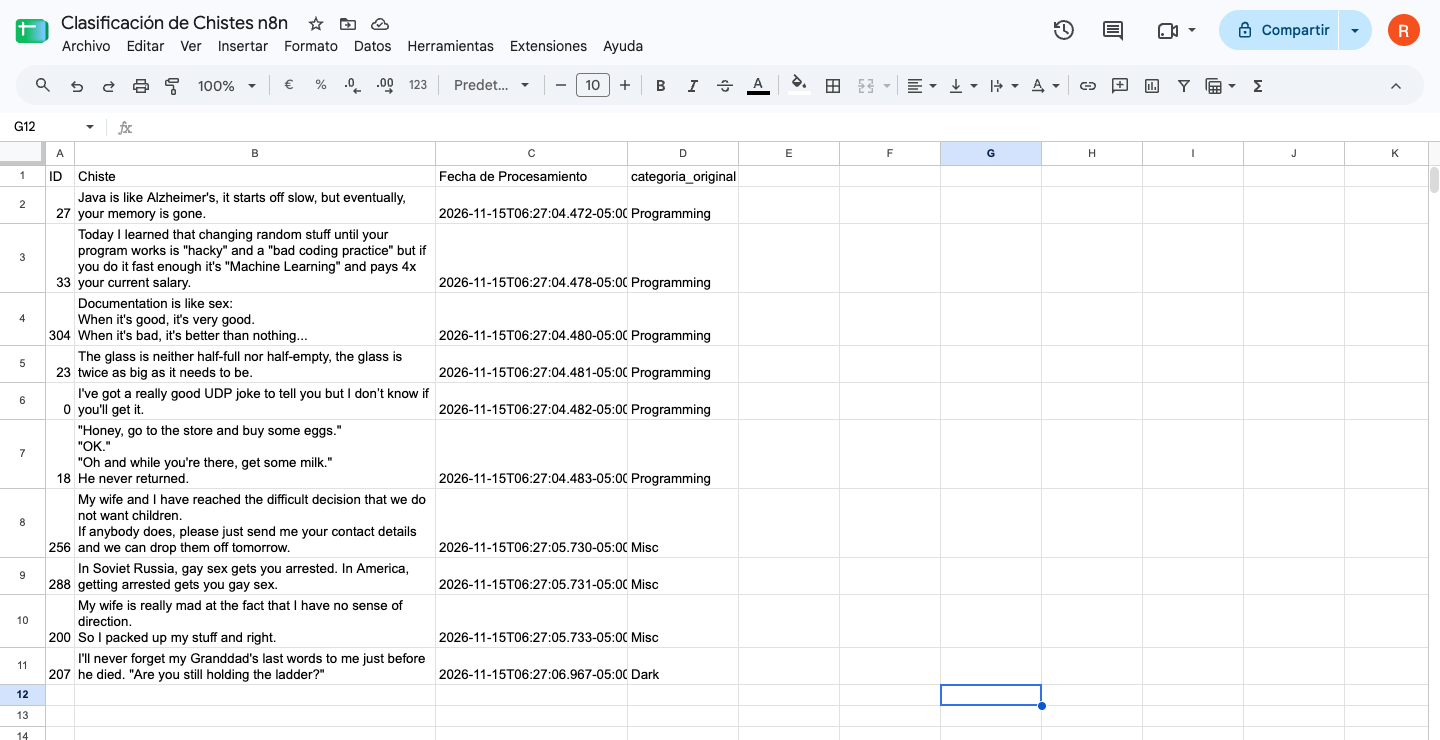 Clasificación de Chistes n8n
Archivo Editar Ver Insertar Formato Datos Herramientas Extensiones Ayuda
Compartir
R
100% € % .0 .00 123 Predet... 10 B I S A Σ
G12 fx
A B C D E F G H I J K
1 ID Chiste Fecha de Procesamiento categoria_original
Java is like Alzheimer's, it starts off slow, but eventually,
2 27 your memory is gone. 2026-11-15T06:27:04.472-05:00 Programming
Today I learned that changing random stuff until your
program works is "hacky" and a "bad coding practice" but if
you do it fast enough it's "Machine Learning" and pays 4x
3 33 your current salary. 2026-11-15T06:27:04.478-05:00 Programming
Documentation is like sex:
When it's good, it's very good.
4 304 When it's bad, it's better than nothing... 2026-11-15T06:27:04.480-05:00 Programming
The glass is neither half-full nor half-empty, the glass is
5 23 twice as big as it needs to be. 2026-11-15T06:27:04.481-05:00 Programming
I've got a really good UDP joke to tell you but I don’t know if
6 0 you'll get it. 2026-11-15T06:27:04.482-05:00 Programming
"Honey, go to the store and buy some eggs."
"OK."
"Oh and while you're there, get some milk."
7 18 He never returned. 2026-11-15T06:27:04.483-05:00 Programming
My wife and I have reached the difficult decision that we do
not want children.
If anybody does, please just send me your contact details
8 256 and we can drop them off tomorrow. 2026-11-15T06:27:05.730-05:00 Misc
In Soviet Russia, gay sex gets you arrested. In America,
9 288 getting arrested gets you gay sex. 2026-11-15T06:27:05.731-05:00 Misc
My wife is really mad at the fact that I have no sense of
direction.
10 200 So I packed up my stuff and right. 2026-11-15T06:27:05.733-05:00 Misc
I'll never forget my Granddad's last words to me just before
11 207 he died. "Are you still holding the ladder?" 2026-11-15T06:27:06.967-05:00 Dark
12
13
14